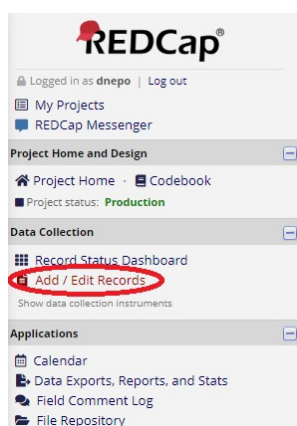 REDCap®
Logged in as dnepo | Log out
My Projects
REDCap Messenger
Project Home and Design
Project Home · Codebook
Project status: Production
Data Collection
Record Status Dashboard
Add / Edit Records
Show data collection instruments
Applications
Calendar
Data Exports, Reports, and Stats
Field Comment Log
File Repository